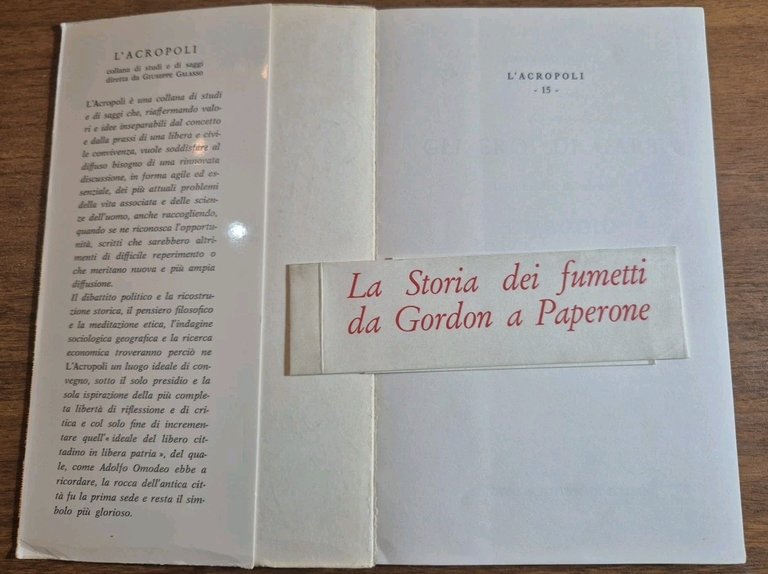 L'ACROPOLI
collana di studi e di saggi
diretta da GIUSEPPE GALASSO
L'Acropoli è una collana di studi
e di saggi che, riaffermando valo-
ri e idee inseparabili dal concetto
e dalla prassi di una libera e civi-
le convivenza, vuole soddisfare al
diffuso bisogno di una rinnovata
discussione, in forma agile ed es-
senziale, dei più attuali problemi
della vita associata e delle scien-
ze dell'uomo, anche raccogliendo,
quando se ne riconosca l'opportu-
nità, scritti che sarebbero altri-
menti di difficile reperimento o
che meritano nuova e più ampia
diffusione.
Il dibattito politico e la ricostru-
zione storica, il pensiero filosofico
e la meditazione etica, l'indagine
sociologica geografica e la ricerca
economica troveranno perciò ne
L'Acropoli un luogo ideale di con-
vegno, sotto il solo presidio e la
sola ispirazione della più comple-
ta libertà di riflessione e di cri-
tica e col solo fine di incremen-
tare quell'« ideale del libero cit-
tadino in libera patria », del qua-
le, come Adolfo Omodeo ebbe a
ricordare, la rocca dell'antica cit-
tà fu la prima sede e resta il sim-
bolo più glorioso.
L'ACROPOLI
- 15 -
La Storia dei fumetti
da Gordon a Paperone